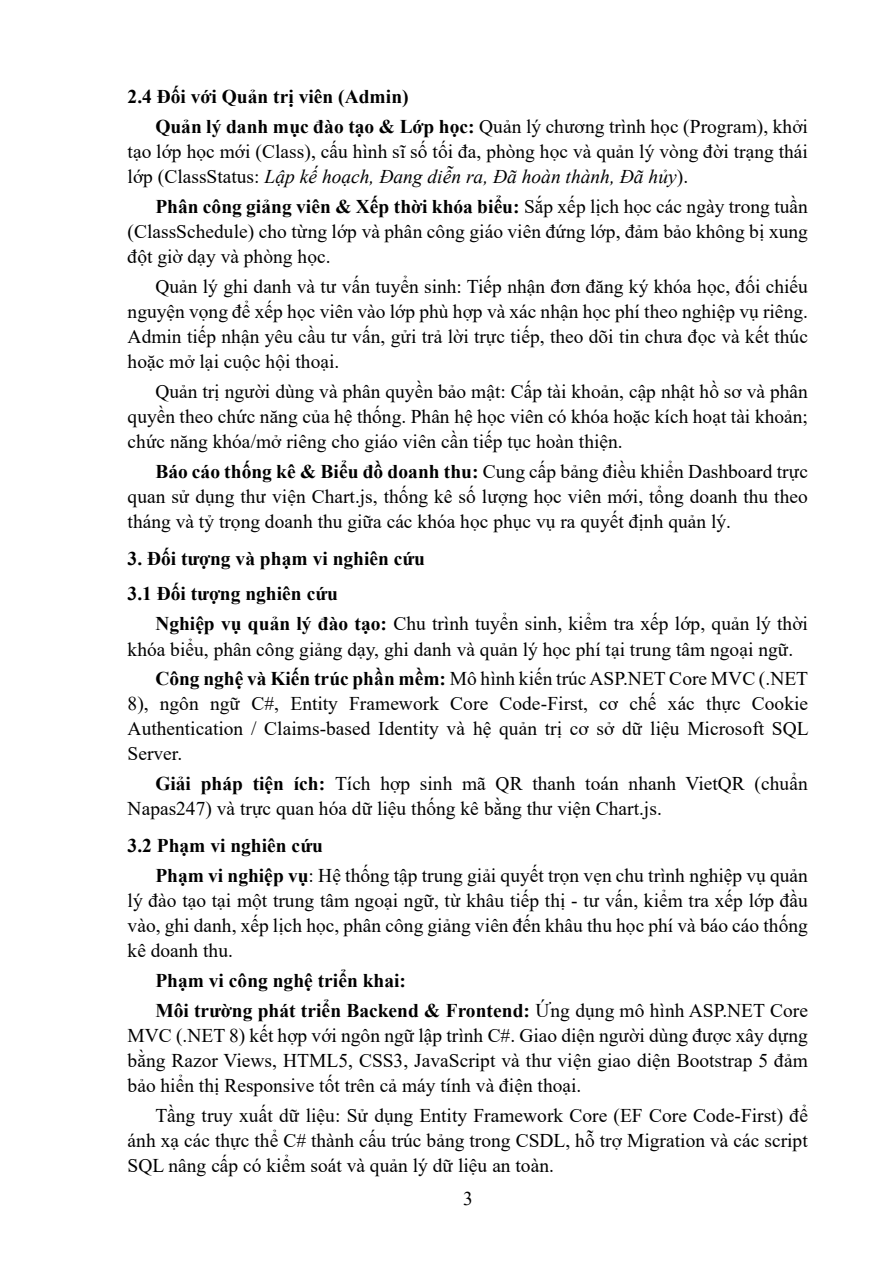 2.4 Đối với Quản trị viên (Admin)
Quản lý danh mục đào tạo & Lớp học: Quản lý chương trình học (Program), khởi
tạo lớp học mới (Class), cấu hình sĩ số tối đa, phòng học và quản lý vòng đời trạng thái
lớp (ClassStatus: Lập kế hoạch, Đang diễn ra, Đã hoàn thành, Đã hủy).
Phân công giảng viên & Xếp thời khóa biểu: Sắp xếp lịch học các ngày trong tuần
(ClassSchedule) cho từng lớp và phân công giáo viên đứng lớp, đảm bảo không bị xung
đột giờ dạy và phòng học.
Quản lý ghi danh và tư vấn tuyển sinh: Tiếp nhận đơn đăng ký khóa học, đối chiếu
nguyện vọng để xếp học viên vào lớp phù hợp và xác nhận học phí theo nghiệp vụ riêng.
Admin tiếp nhận yêu cầu tư vấn, gửi trả lời trực tiếp, theo dõi tin chưa đọc và kết thúc
hoặc mở lại cuộc hội thoại.
Quản trị người dùng và phân quyền bảo mật: Cấp tài khoản, cập nhật hồ sơ và phân
quyền theo chức năng của hệ thống. Phân hệ học viên có khóa hoặc kích hoạt tài khoản;
chức năng khóa/mở riêng cho giáo viên cần tiếp tục hoàn thiện.
Báo cáo thống kê & Biểu đồ doanh thu: Cung cấp bảng điều khiển Dashboard trực
quan sử dụng thư viện Chart.js, thống kê số lượng học viên mới, tổng doanh thu theo
tháng và tỷ trọng doanh thu giữa các khóa học phục vụ ra quyết định quản lý.
3. Đối tượng và phạm vi nghiên cứu
3.1 Đối tượng nghiên cứu
Nghiệp vụ quản lý đào tạo: Chu trình tuyển sinh, kiểm tra xếp lớp, quản lý thời
khóa biểu, phân công giảng dạy, ghi danh và quản lý học phí tại trung tâm ngoại ngữ.
Công nghệ và Kiến trúc phần mềm: Mô hình kiến trúc ASP.NET Core MVC (.NET
8), ngôn ngữ C#, Entity Framework Core Code-First, cơ chế xác thực Cookie
Authentication / Claims-based Identity và hệ quản trị cơ sở dữ liệu Microsoft SQL
Server.
Giải pháp tiện ích: Tích hợp sinh mã QR thanh toán nhanh VietQR (chuẩn
Napas247) và trực quan hóa dữ liệu thống kê bằng thư viện Chart.js.
3.2 Phạm vi nghiên cứu
Phạm vi nghiệp vụ: Hệ thống tập trung giải quyết trọn vẹn chu trình nghiệp vụ quản
lý đào tạo tại một trung tâm ngoại ngữ, từ khâu tiếp thị - tư vấn, kiểm tra xếp lớp đầu
vào, ghi danh, xếp lịch học, phân công giảng viên đến khâu thu học phí và báo cáo thống
kê doanh thu.
Phạm vi công nghệ triển khai:
Môi trường phát triển Backend & Frontend: Ứng dụng mô hình ASP.NET Core
MVC (.NET 8) kết hợp với ngôn ngữ lập trình C#. Giao diện người dùng được xây dựng
bằng Razor Views, HTML5, CSS3, JavaScript và thư viện giao diện Bootstrap 5 đảm
bảo hiển thị Responsive tốt trên cả máy tính và điện thoại.
Tầng truy xuất dữ liệu: Sử dụng Entity Framework Core (EF Core Code-First) để
ánh xạ các thực thể C# thành cấu trúc bảng trong CSDL, hỗ trợ Migration và các script
SQL nâng cấp có kiểm soát và quản lý dữ liệu an toàn.
3